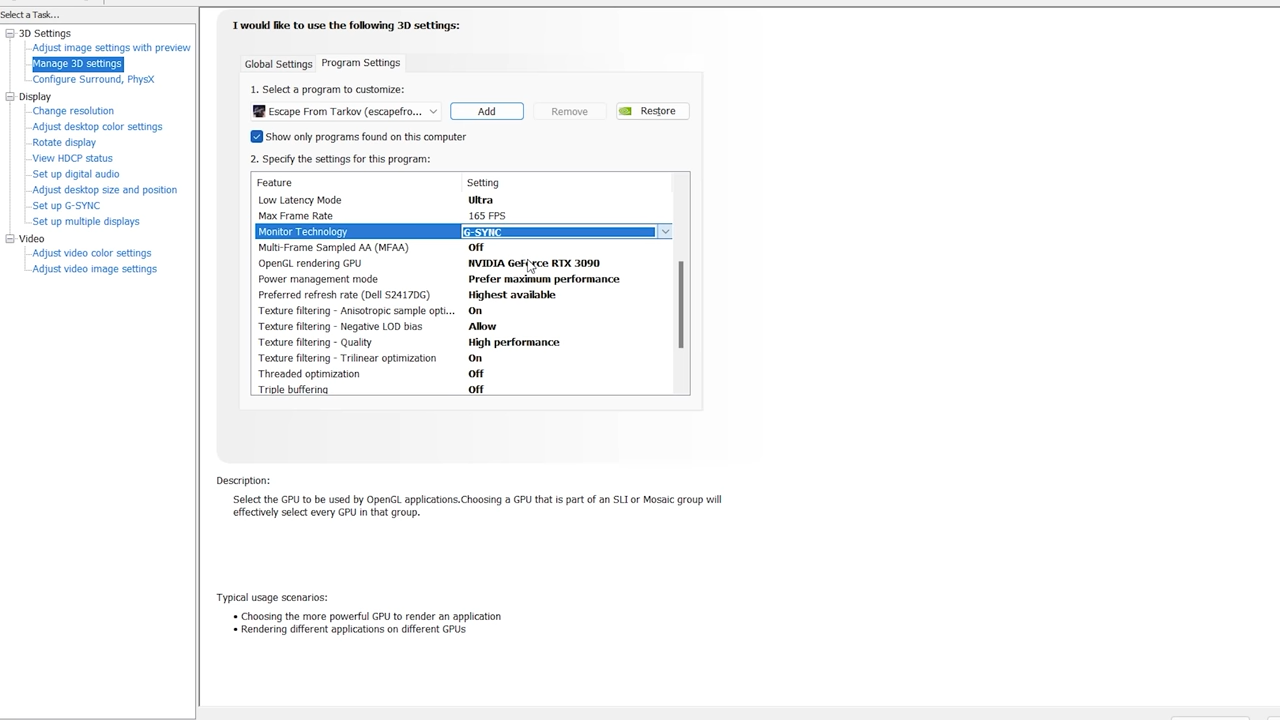 Select a Task...
3D Settings
Adjust image settings with preview
Manage 3D settings
Configure Surround, PhysX
Display
Change resolution
Adjust desktop color settings
Rotate display
View HDCP status
Set up digital audio
Adjust desktop size and position
Set up G-SYNC
Set up multiple displays
Video
Adjust video color settings
Adjust video image settings
I would like to use the following 3D settings:
Global Settings Program Settings
1. Select a program to customize:
Escape From Tarkov (escapefro... Add Remove Restore
Show only programs found on this computer
2. Specify the settings for this program:
Feature Setting
Low Latency Mode Ultra
Max Frame Rate 165 FPS
Monitor Technology G-SYNC
Multi-Frame Sampled AA (MFAA) Off
OpenGL rendering GPU NVIDIA GeForce RTX 3090
Power management mode Prefer maximum performance
Preferred refresh rate (Dell S2417DG) Highest available
Texture filtering - Anisotropic sample opti... On
Texture filtering - Negative LOD bias Allow
Texture filtering - Quality High performance
Texture filtering - Trilinear optimization On
Threaded optimization Off
Triple buffering Off
Description:
Select the GPU to be used by OpenGL applications.Choosing a GPU that is part of an SLI or Mosaic group will
effectively select every GPU in that group.
Typical usage scenarios:
• Choosing the more powerful GPU to render an application
• Rendering different applications on different GPUs